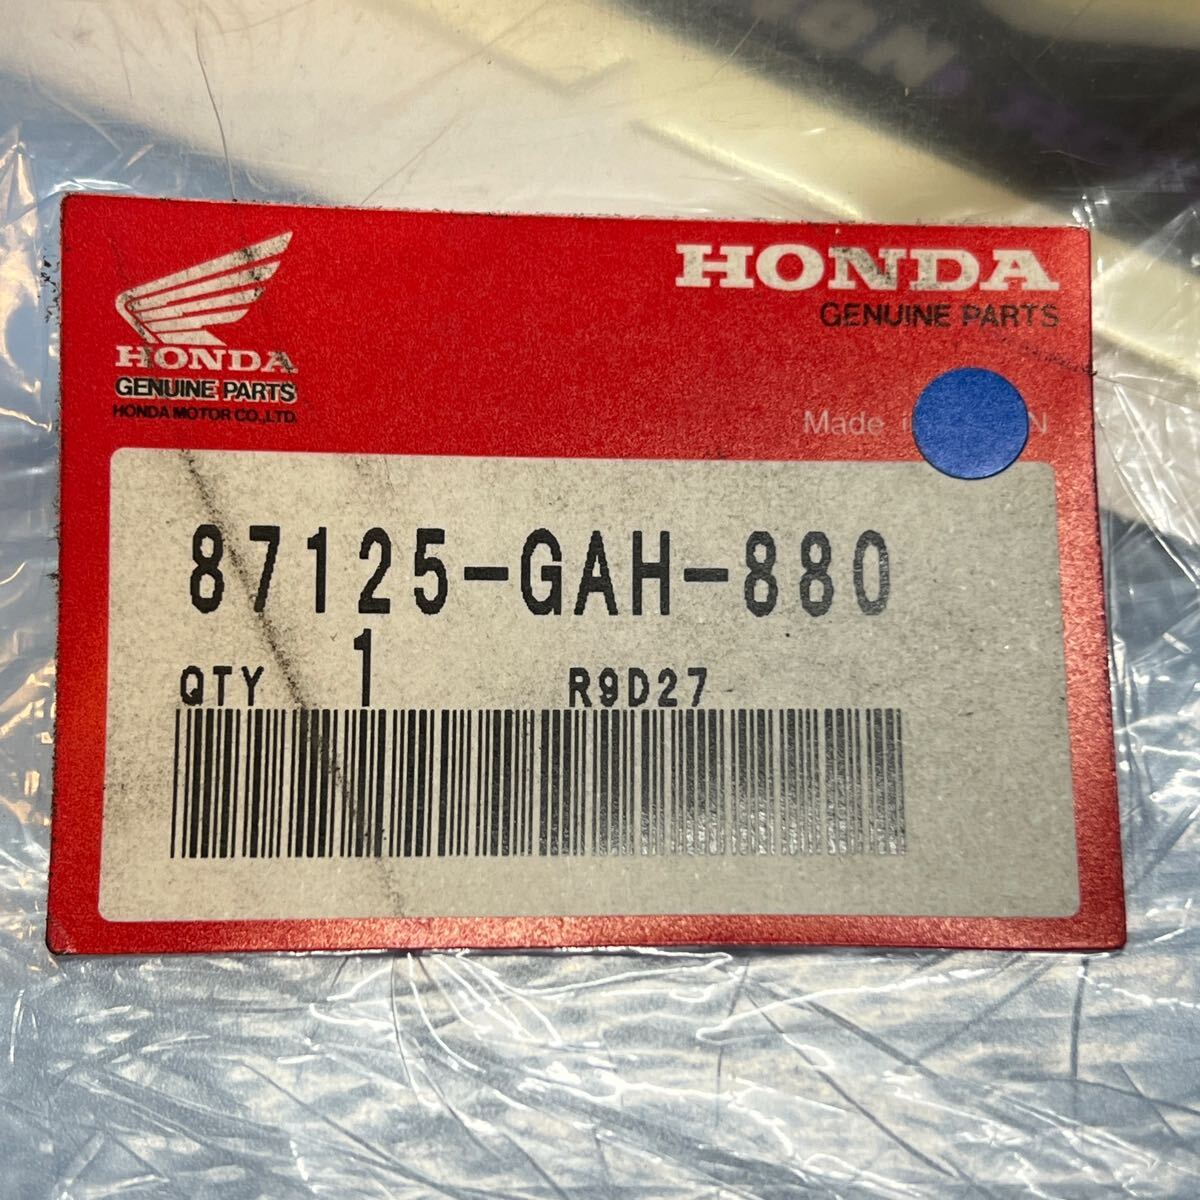 HONDA
GENUINE PARTS
HONDA MOTOR CO.,LTD.
HONDA
GENUINE PARTS
Made
87125-GAH-880
QTY 1 R9D27